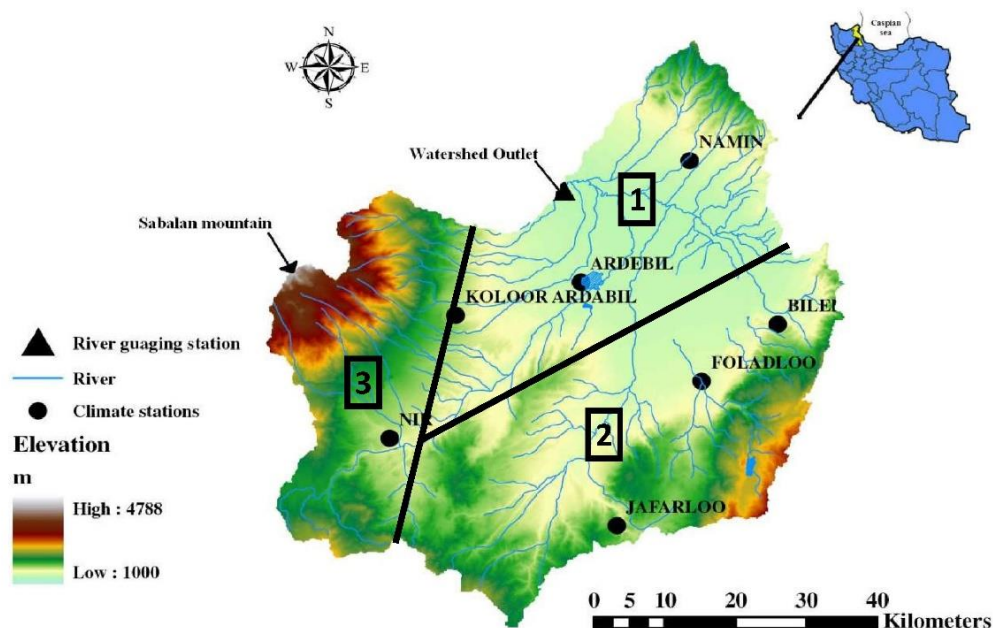 Caspian
sea
N
W E
S
NAMIN
Watershed Outlet
1
Sabalan mountain
ARDEBIL
KOLOOR ARDABIL
BILEI
River guaging station
FOLADLOO
River
3
Climate stations
NIR
2
Elevation
m
High : 4788
JAFARLOO
Low : 1000
0 5 10 20 30 40
Kilometers